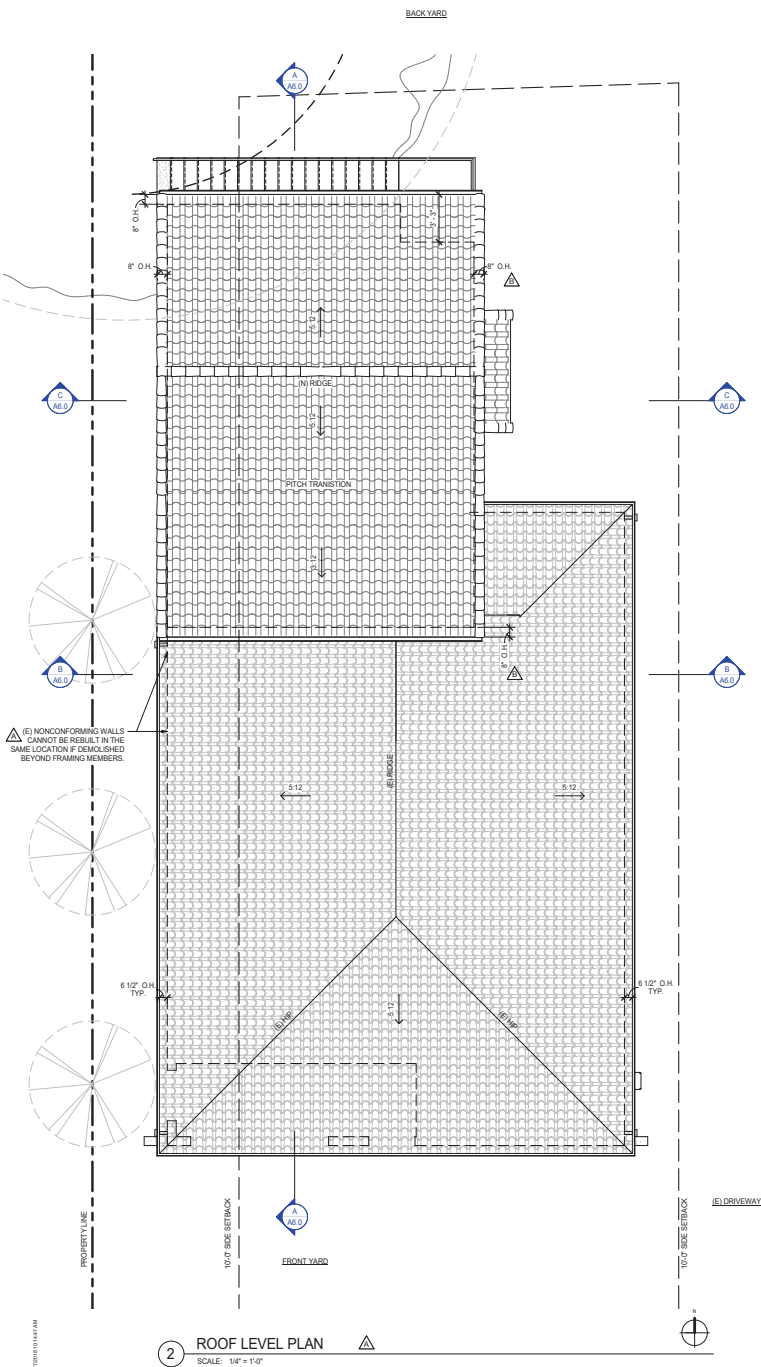 BACK YARD
A
A6.0
8" O.H.
3'-3"
8" O.H.
8" O.H.
B
5:12
(N) RIDGE
5:12
C
A6.0
C
A6.0
PITCH TRANISTION
3:12
8" O.H.
B
B
A6.0
B
A6.0
A
(E) NONCONFORMING WALLS
CANNOT BE REBUILT IN THE
SAME LOCATION IF DEMOLISHED
BEYOND FRAMING MEMBERS.
(E) RIDGE
5:12
5:12
6 1/2" O.H.
TYP.
6 1/2" O.H.
TYP.
5:12
(E) HIP
(E) HIP
PROPERTY LINE
10'-0" SIDE SETBACK
A
A6.0
FRONT YARD
10'-0" SIDE SETBACK
(E) DRIVEWAY
N
2
ROOF LEVEL PLAN
A
SCALE: 1/4" = 1'-0"